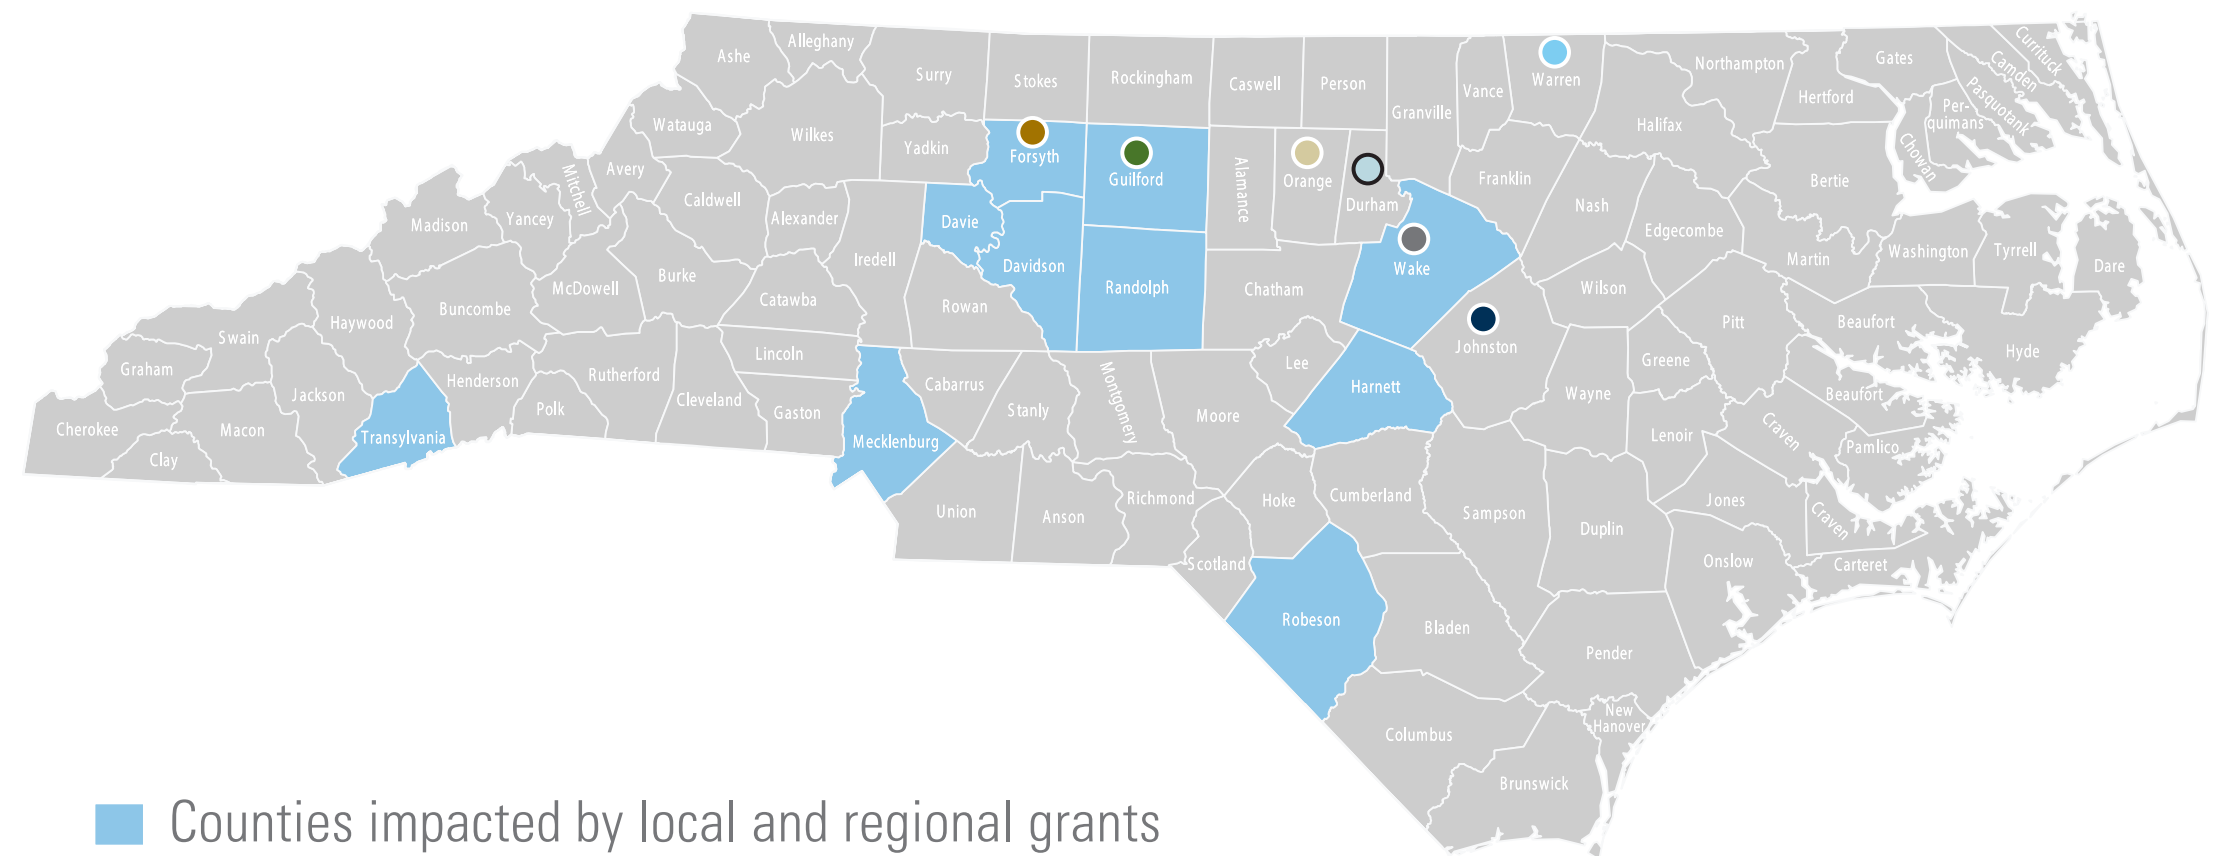 Ashe
Alleghany
Surry
Stokes
Rockingham
Caswell
Person
Granville
Vance
Warren
Northampton
Gates
Currituck
Camden
Pasquotank
Per-
quimans
Chowan
Hertford
Halifax
Watauga
Wilkes
Yadkin
Forsyth
Guilford
Alamance
Orange
Durham
Franklin
Nash
Bertie
Mitchell
Avery
Caldwell
Alexander
Davie
Madison
Yancey
Iredell
Davidson
Randolph
Chatham
Wake
Edgecombe
Martin
Washington
Tyrrell
Dare
Buncombe
McDowell
Burke
Catawba
Rowan
Wilson
Pitt
Beaufort
Hyde
Swain
Haywood
Graham
Jackson
Henderson
Rutherford
Lincoln
Cabarrus
Stanly
Montgomery
Moore
Lee
Harnett
Johnston
Wayne
Greene
Beaufort
Cherokee
Macon
Clay
Transylvania
Polk
Cleveland
Gaston
Mecklenburg
Lenoir
Craven
Pamlico
Union
Anson
Richmond
Hoke
Cumberland
Sampson
Duplin
Jones
Craven
Scotland
Onslow
Carteret
Robeson
Bladen
Pender
Columbus
New
Hanover
Brunswick
Counties impacted by local and regional grants